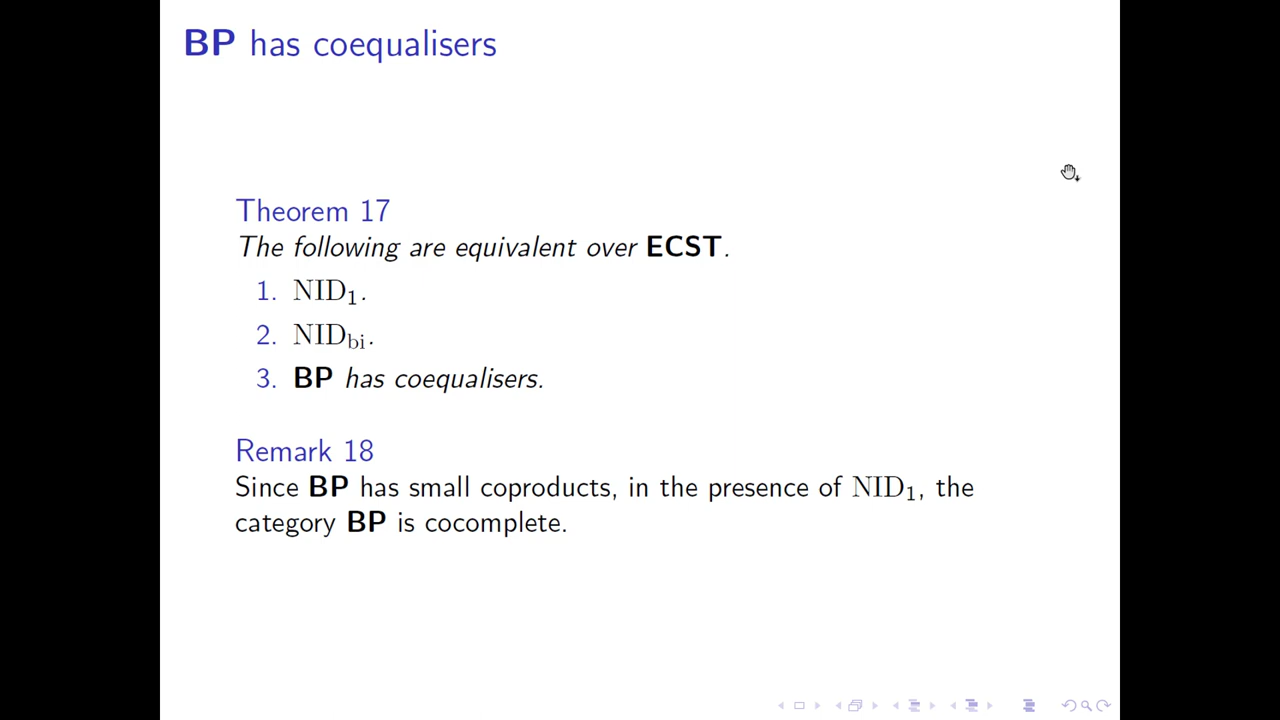 BP has coequalisers
Theorem 17
The following are equivalent over ECST.
1. NID₁.
2. NID_bi.
3. BP has coequalisers.
Remark 18
Since BP has small coproducts, in the presence of NID₁, the
category BP is cocomplete.